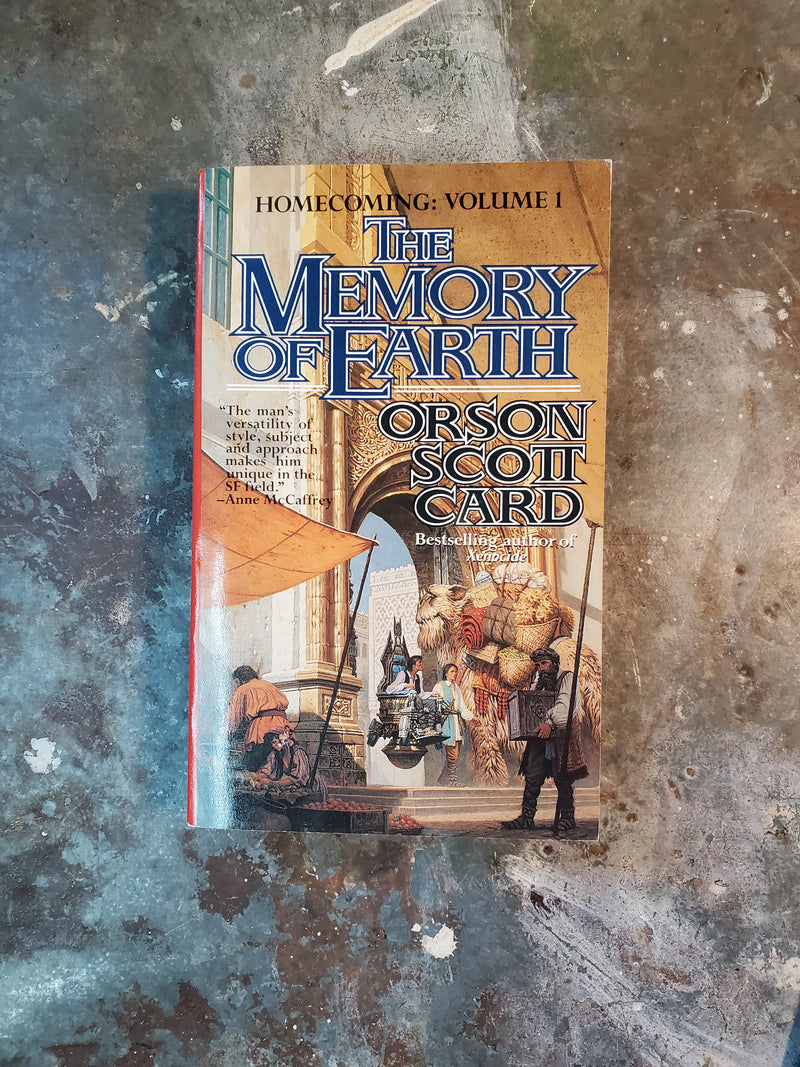 HOMECOMING: VOLUME 1
THE
MEMORY
OF EARTH
"The man's
versatility of
style, subject
and approach
makes him
unique in the
SF field."
—Anne McCaffrey
ORSON
SCOTT
CARD
Bestselling author of
Xenocide